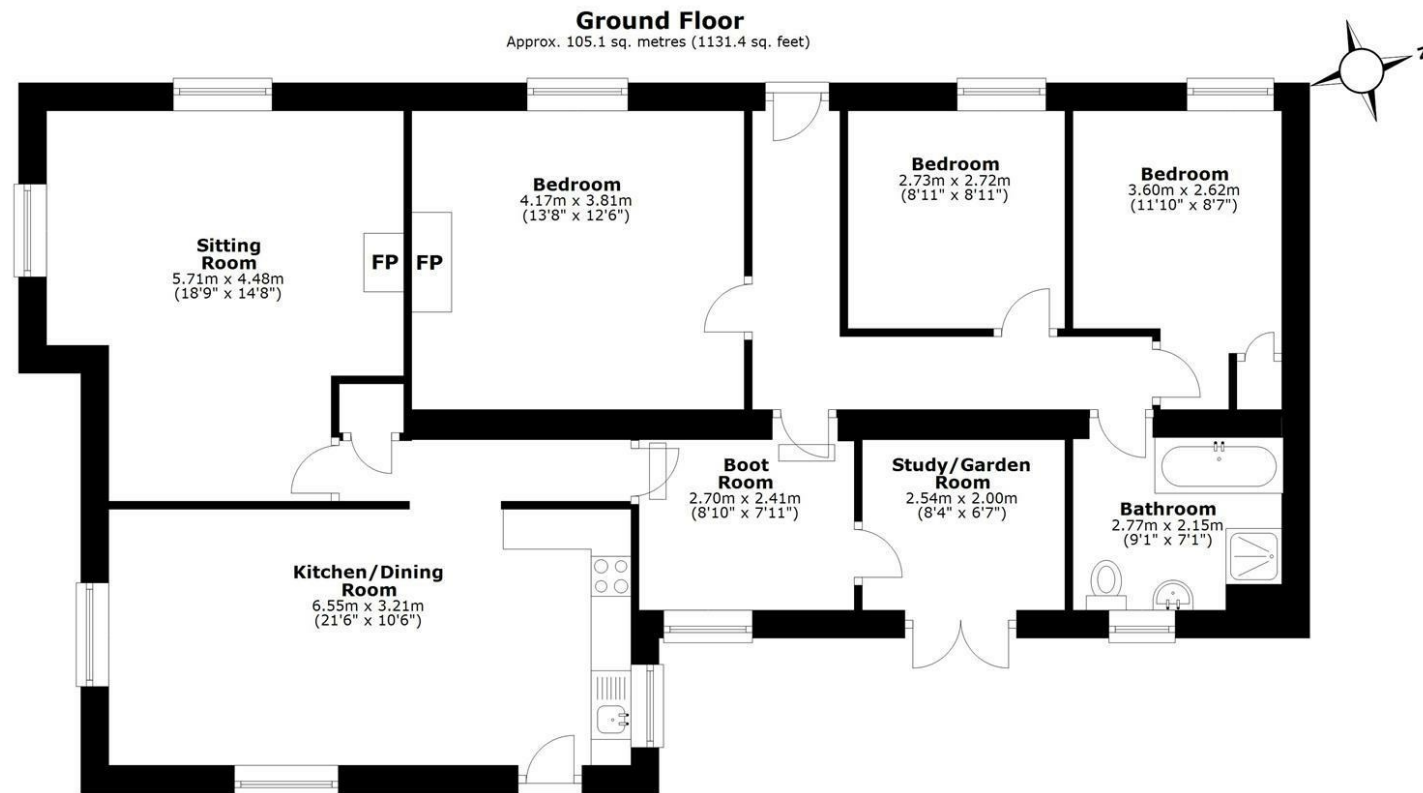 Ground Floor
Approx. 105.1 sq. metres (1131.4 sq. feet)
Bedroom
2.73m x 2.72m
(8'11" x 8'11")
Bedroom
3.60m x 2.62m
(11'10" x 8'7")
Bedroom
4.17m x 3.81m
(13'8" x 12'6")
Sitting
Room
5.71m x 4.48m
(18'9" x 14'8")
FP
FP
Boot
Room
2.70m x 2.41m
(8'10" x 7'11")
Study/Garden
Room
2.54m x 2.00m
(8'4" x 6'7")
Bathroom
2.77m x 2.15m
(9'1" x 7'1")
Kitchen/Dining
Room
6.55m x 3.21m
(21'6" x 10'6")